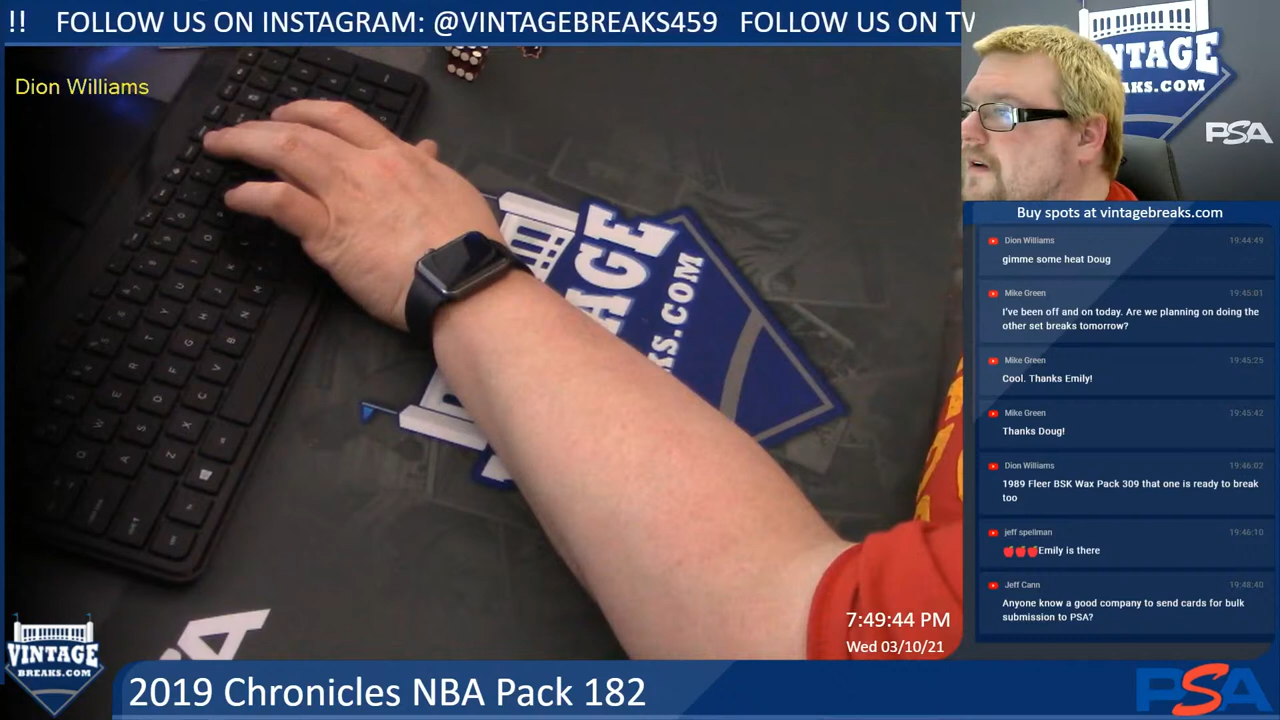 !! FOLLOW US ON INSTAGRAM: @VINTAGEBREAKS459 FOLLOW US ON TW
Dion Williams
VINTAGE
PSA
Buy spots at vintagebreaks.com
Dion Williams 19:44:49
gimme some heat Doug
Mike Green 19:45:01
I've been off and on today. Are we planning on doing the
other set breaks tomorrow?
Mike Green 19:45:25
Cool. Thanks Emily!
Mike Green 19:45:42
Thanks Doug!
Dion Williams 19:46:02
1989 Fleer BSK Wax Pack 309 that one is ready to break
too
jeff spellman 19:46:10
🍎🍎🍎Emily is there
Jeff Cann 19:48:40
Anyone know a good company to send cards for bulk
submission to PSA?
7:49:44 PM
Wed 03/10/21
VINTAGE
BREAKS.COM
2019 Chronicles NBA Pack 182
PSA